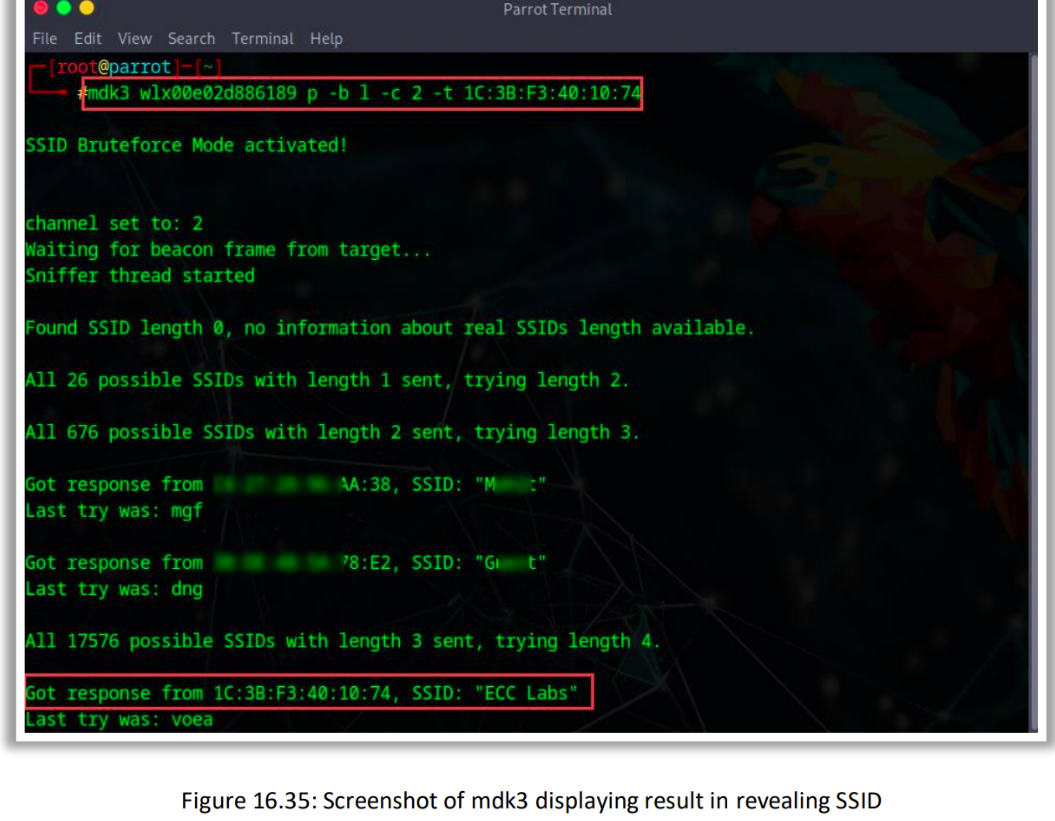 Parrot Terminal
File Edit View Search Terminal Help
[root@parrot]-[~]
#mdk3 wlx00e02d886189 p -b l -c 2 -t 1C:3B:F3:40:10:74
SSID Bruteforce Mode activated!
channel set to: 2
Waiting for beacon frame from target...
Sniffer thread started
Found SSID length 0, no information about real SSIDs length available.
All 26 possible SSIDs with length 1 sent, trying length 2.
All 676 possible SSIDs with length 2 sent, trying length 3.
Got response from AA:38, SSID: "M
Last try was: mgf
Got response from 78:E2, SSID: "G t"
Last try was: dng
All 17576 possible SSIDs with length 3 sent, trying length 4.
Got response from 1C:3B:F3:40:10:74, SSID: "ECC Labs"
Last try was: voea
Figure 16.35: Screenshot of mdk3 displaying result in revealing SSID